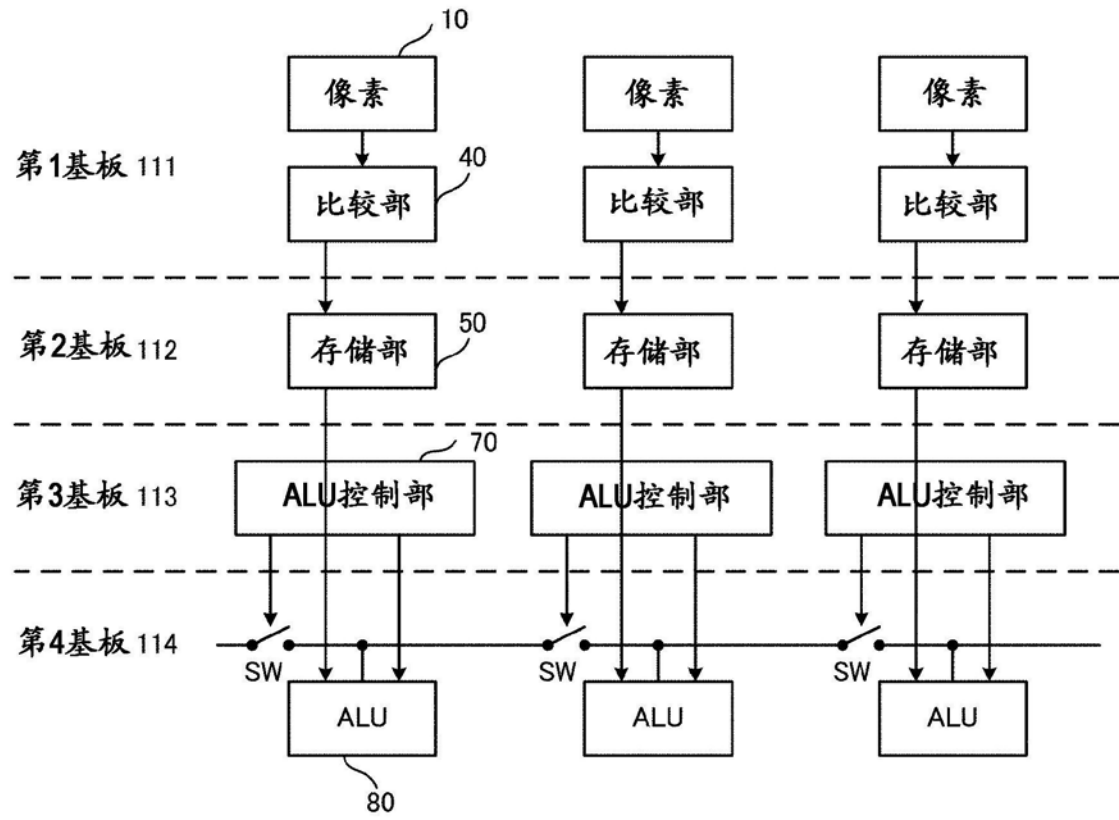 10
像素 像素 像素
第1基板 111
40
比较部 比较部 比较部
第2基板 112
50
存储部 存储部 存储部
70
第3基板 113
ALU控制部 ALU控制部 ALU控制部
第4基板 114
SW SW SW
ALU ALU ALU
80